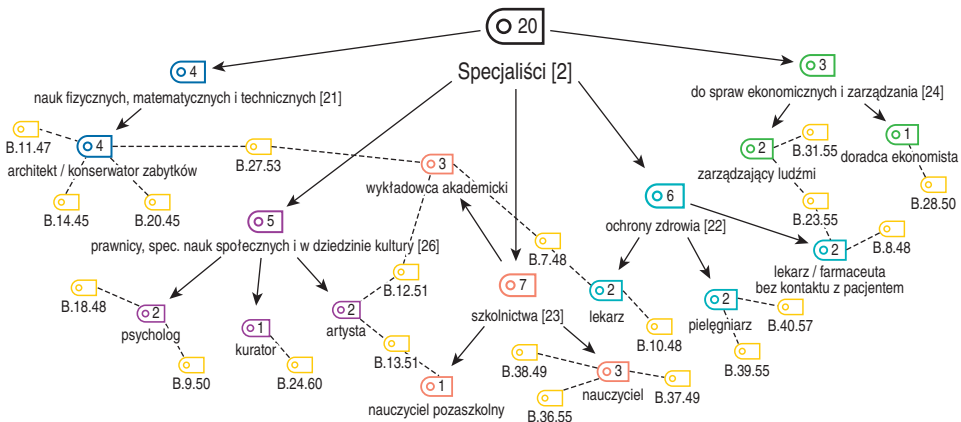 20
Specjaliści [2]
4
nauk fizycznych, matematycznych i technicznych [21]
3
do spraw ekonomicznych i zarządzania [24]
B.11.47
4
architekt / konserwator zabytków
B.14.45
B.20.45
B.27.53
3
wykładowca akademicki
2
zarządzający ludźmi
B.31.55
1
doradca ekonomista
B.28.50
B.23.55
5
prawnicy, spec. nauk społecznych i w dziedzinie kultury [26]
6
ochrony zdrowia [22]
B.7.48
2
lekarz / farmaceuta
bez kontaktu z pacjentem
B.8.48
B.12.51
7
szkolnictwa [23]
B.18.48
2
psycholog
B.9.50
1
kurator
B.24.60
2
artysta
B.13.51
2
lekarz
B.10.48
2
pielęgniarz
B.40.57
B.39.55
1
nauczyciel pozaszkolny
B.38.49
3
nauczyciel
B.36.55
B.37.49